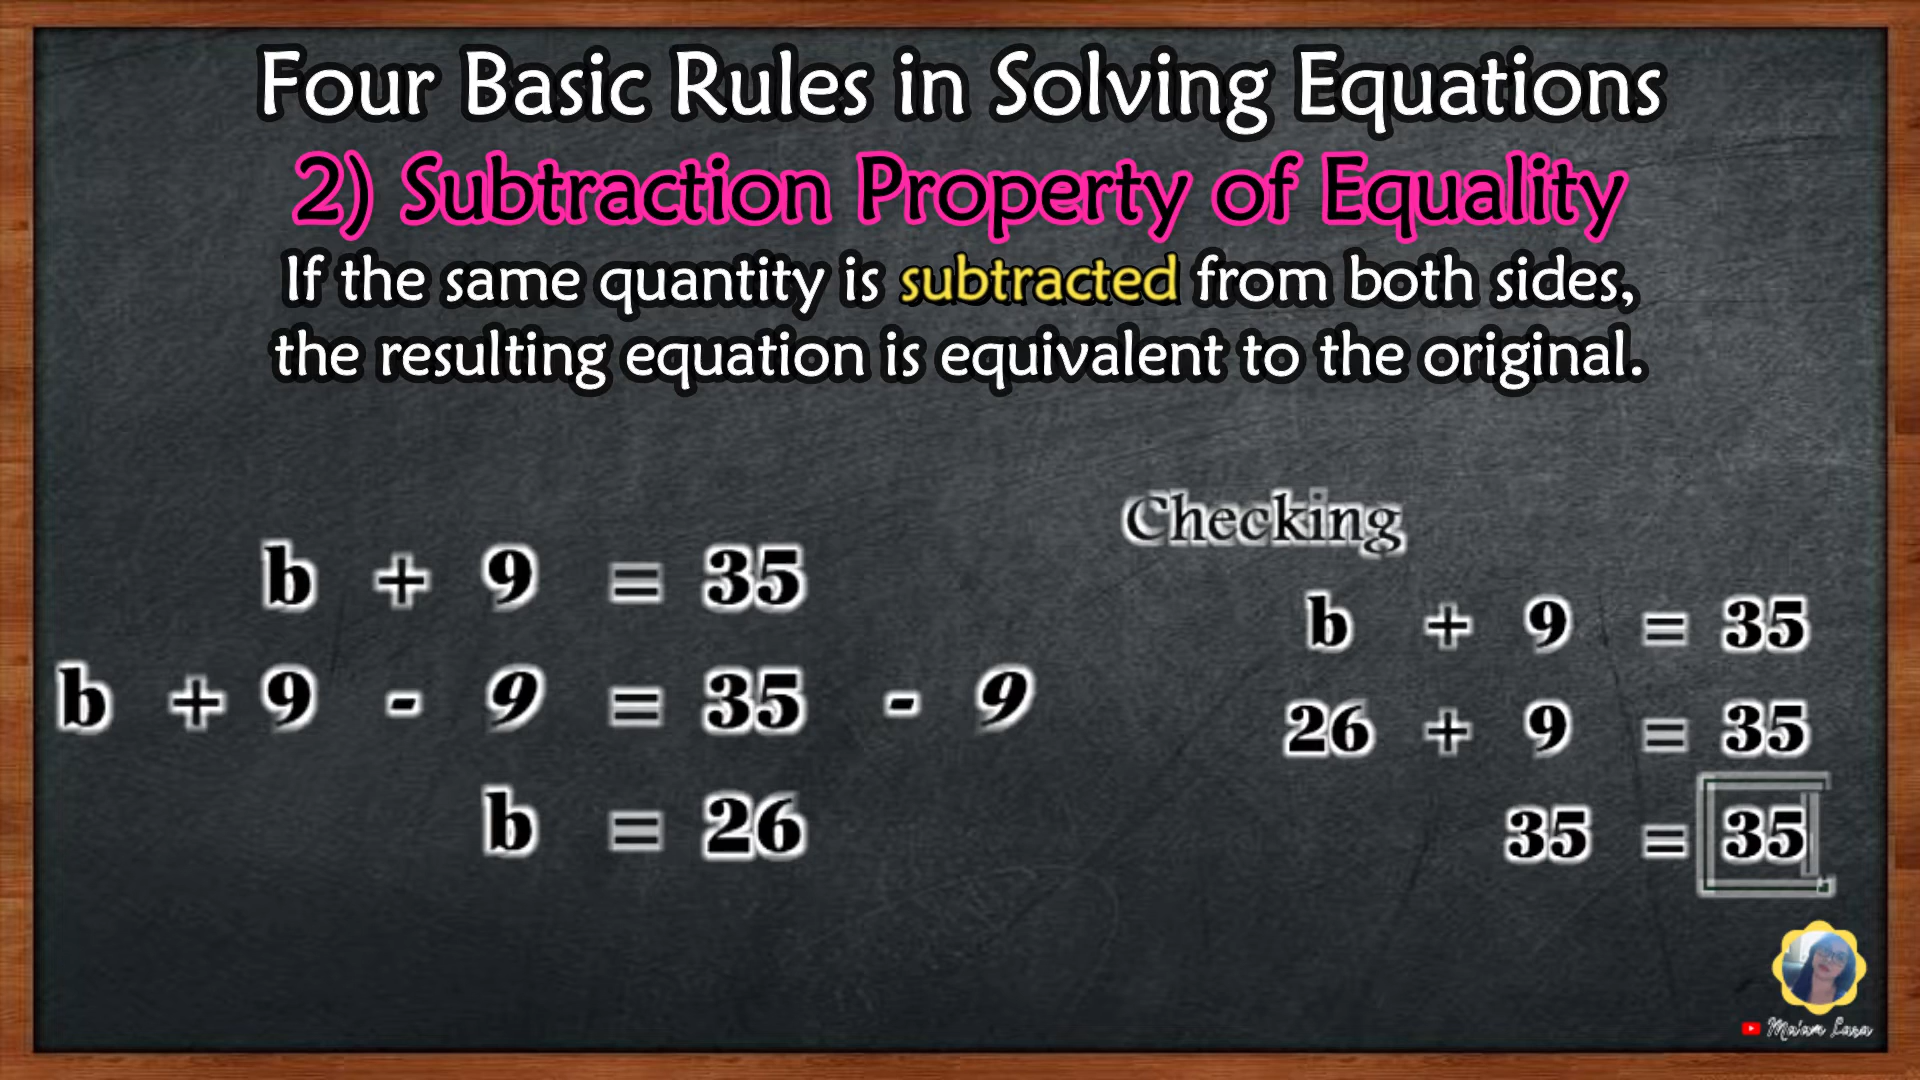 Four Basic Rules in Solving Equations
2) Subtraction Property of Equality
If the same quantity is subtracted from both sides,
the resulting equation is equivalent to the original.
b + 9 = 35
b + 9 - 9 = 35 - 9
b = 26
Checking
b + 9 = 35
26 + 9 = 35
35 = 35